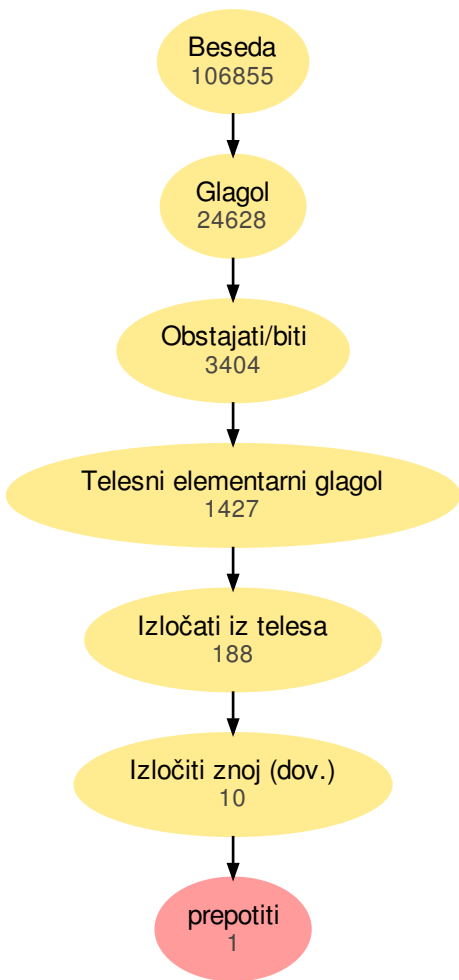 Beseda
106855
Glagol
24628
Obstajati/biti
3404
Telesni elementarni glagol
1427
Izločati iz telesa
188
Izločiti znoj (dov.)
10
prepotiti
1